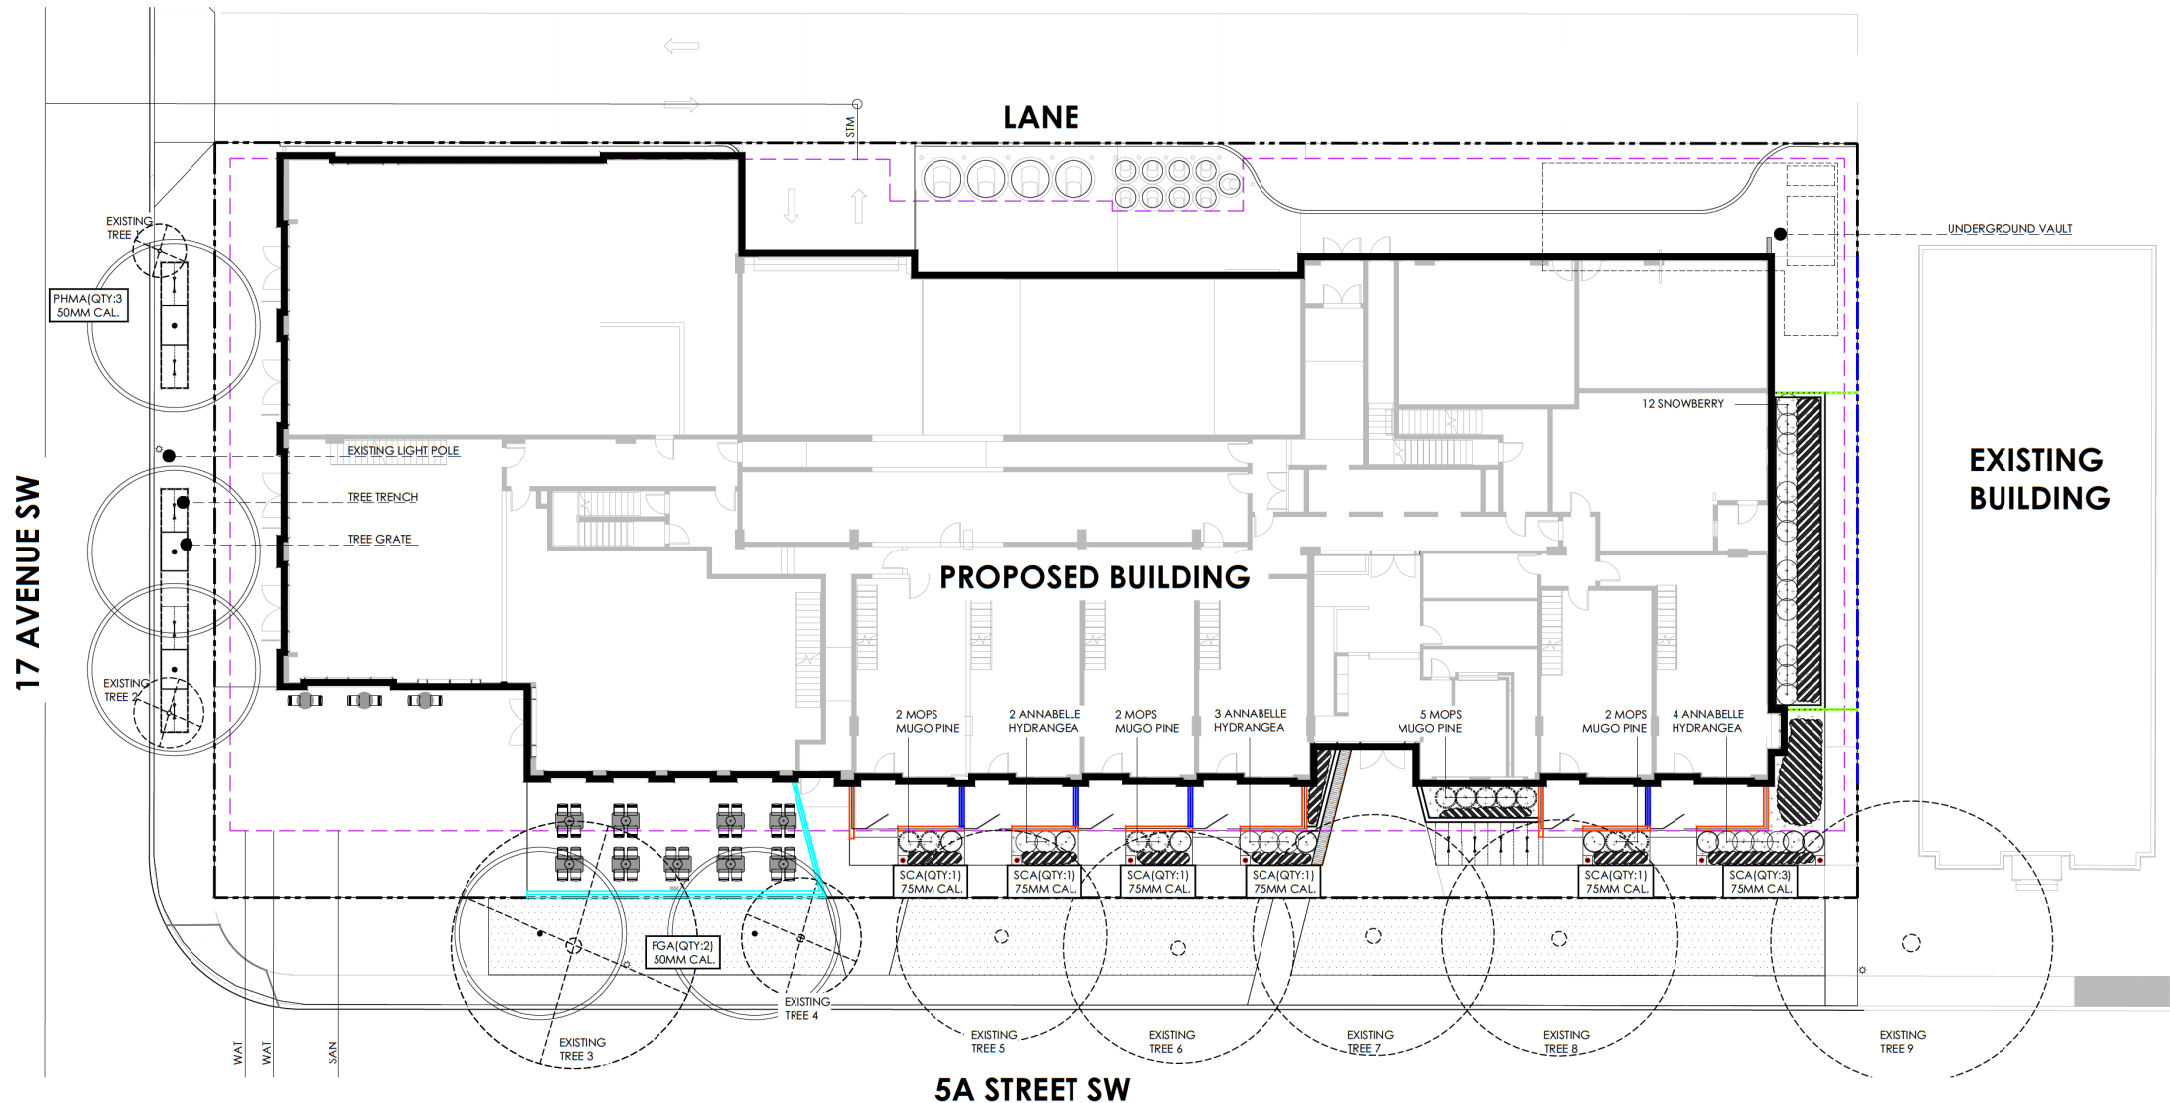 LANE
STM
EXISTING
TREE 1
UNDERGROUND VAULT
PHMA(QTY:3
50MM CAL.
12 SNOWBERRY
EXISTING LIGHT POLE
EXISTING
BUILDING
TREE TRENCH
17 AVENUE SW
TREE GRATE
PROPOSED BUILDING
EXISTING
TREE 2
2 MOPS
MUGO PINE
2 ANNABELLE
HYDRANGEA
2 MOPS
MUGO PINE
3 ANNABELLE
HYDRANGEA
5 MOPS
MUGO PINE
2 MOPS
MUGO PINE
4 ANNABELLE
HYDRANGEA
SCA(QTY:1)
75MM CAL.
SCA(QTY:1)
75MM CAL.
SCA(QTY:1)
75MM CAL.
SCA(QTY:1)
75MM CAL.
SCA(QTY:1)
75MM CAL.
SCA(QTY:3)
75MM CAL.
FGA(QTY:2)
50MM CAL.
EXISTING
TREE 4
WAT
WAT
SAN
EXISTING
TREE 3
EXISTING
TREE 5
EXISTING
TREE 6
EXISTING
TREE 7
EXISTING
TREE 8
EXISTING
TREE 9
5A STREET SW